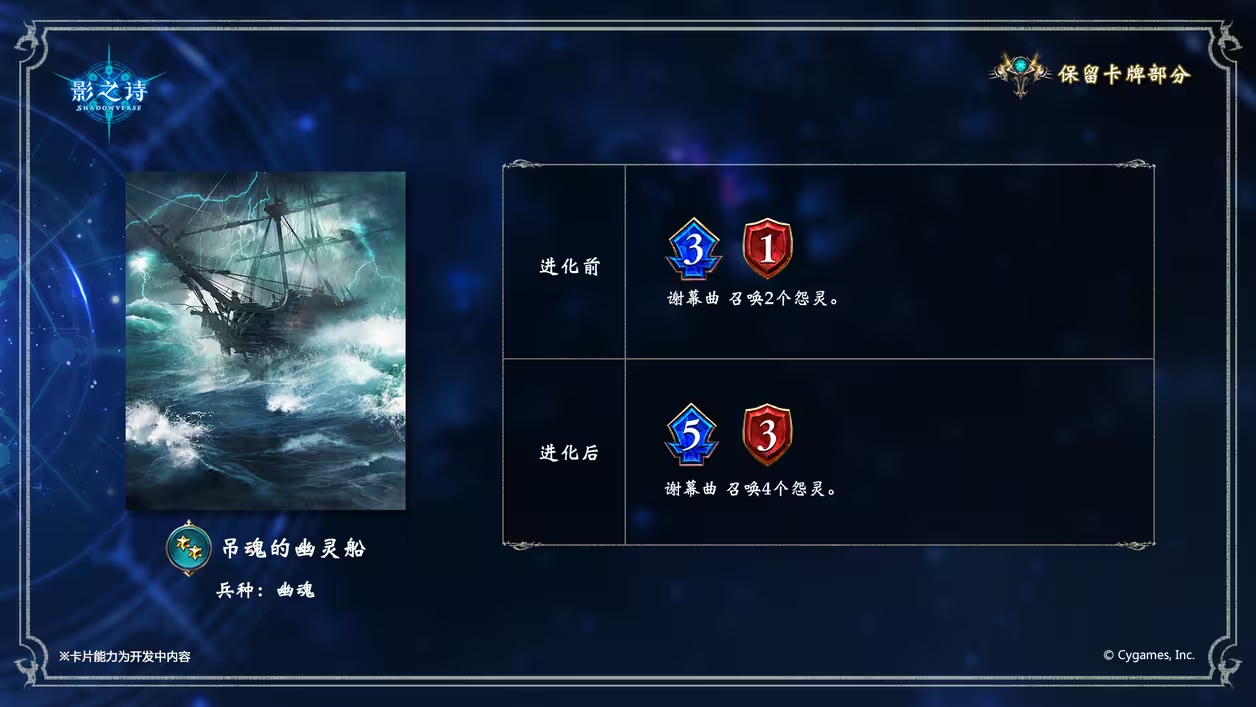 影之诗
SHADOWVERSE
保留卡牌部分
进化前
3 1
谢幕曲 召唤2个怨灵。
进化后
5 3
谢幕曲 召唤4个怨灵。
吊魂的幽灵船
兵种：幽魂
※卡片能力为开发中内容
© Cygames, Inc.